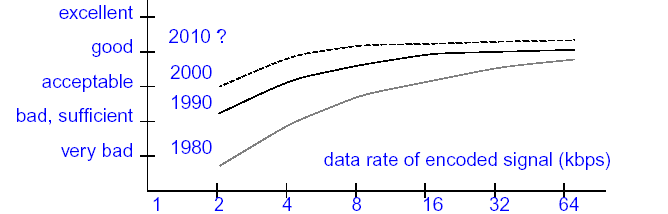 excellent
good
acceptable
bad, sufficient
very bad
2010 ?
2000
1990
1980
data rate of encoded signal (kbps)
1 2 4 8 16 32 64